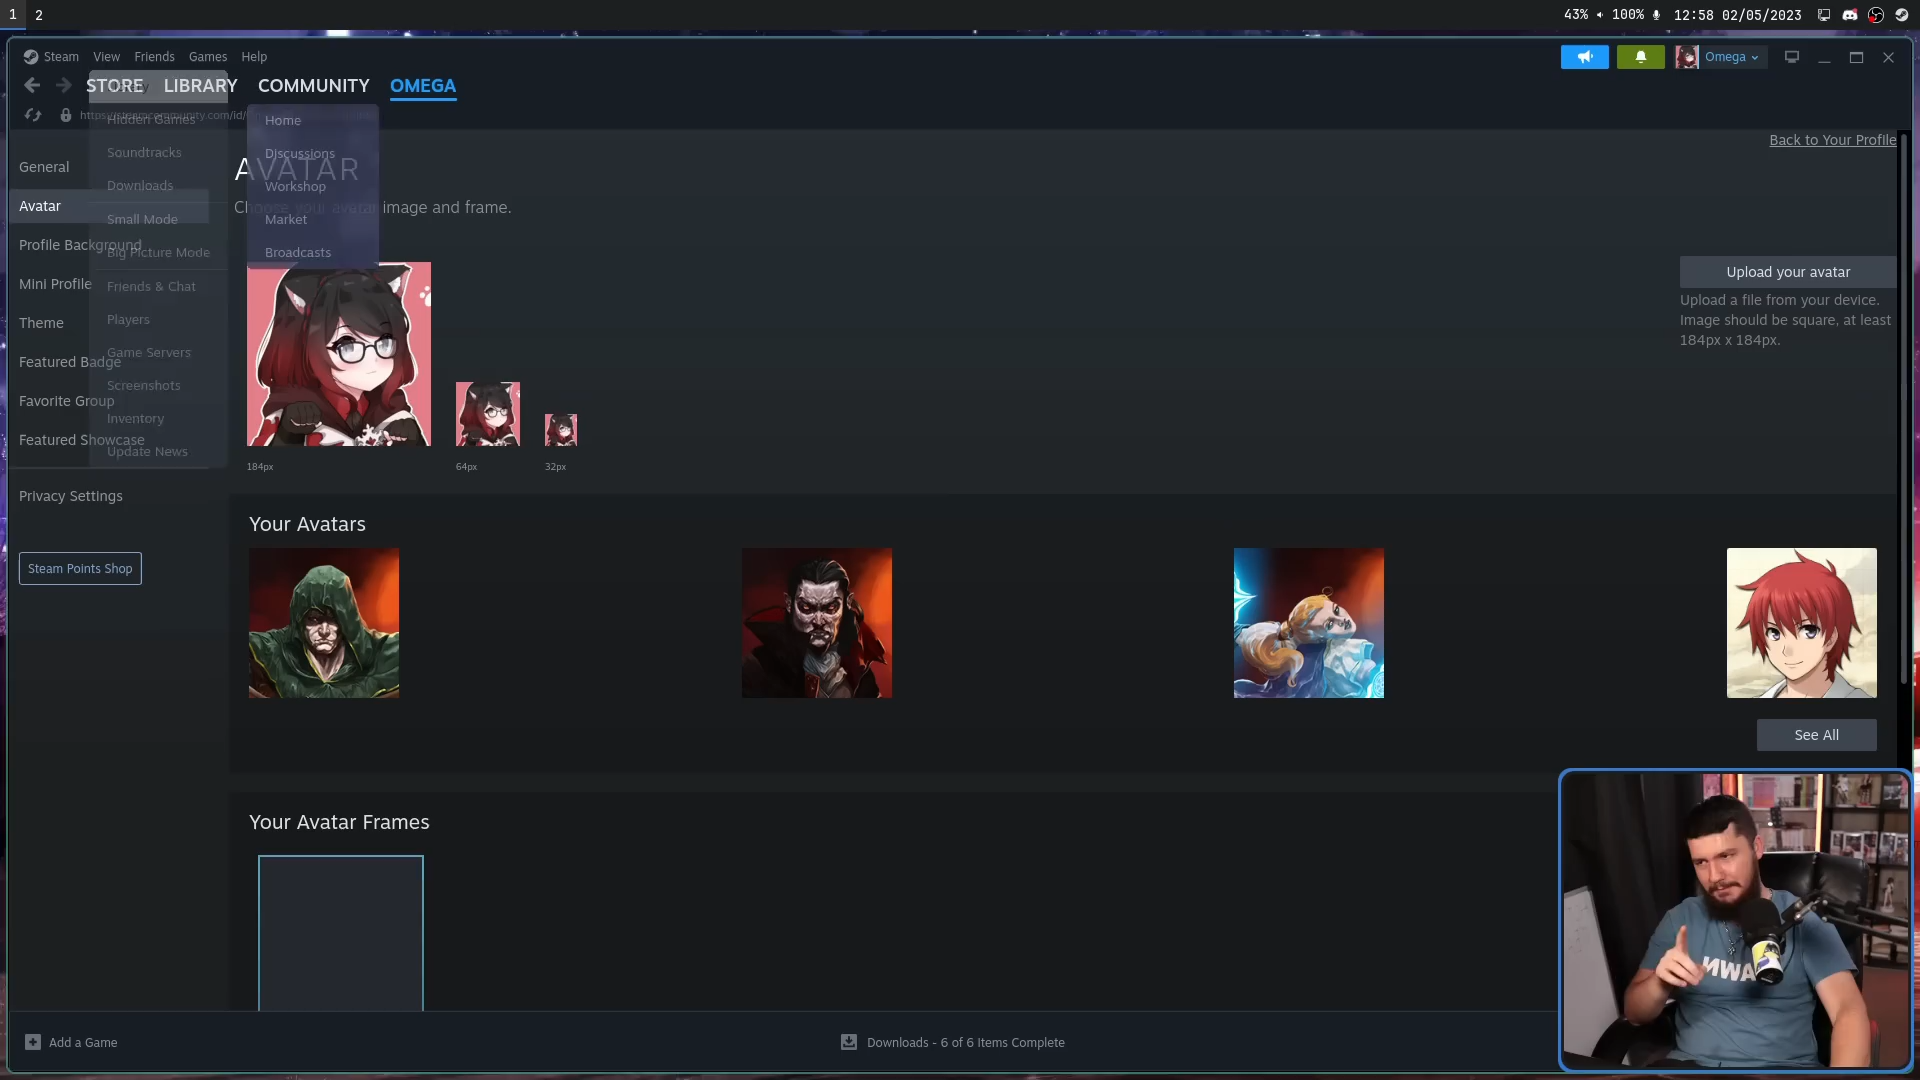 1 2
43% 100% 12:58 02/05/2023
Steam View Friends Games Help
Omega
STORE LIBRARY COMMUNITY OMEGA
Back to Your Profile
General
Avatar
Profile Background
Mini Profile
Theme
Featured Badge
Favorite Group
Featured Showcase
Privacy Settings
Steam Points Shop
Hidden Games
Soundtracks
Downloads
Small Mode
Big Picture Mode
Friends & Chat
Players
Game Servers
Screenshots
Inventory
Update News
Home
Discussions
Workshop
Market
Broadcasts
AVATAR
Choose your avatar image and frame.
184px
64px
32px
Upload your avatar
Upload a file from your device.
Image should be square, at least
184px x 184px.
Your Avatars
See All
Your Avatar Frames
Add a Game
Downloads - 6 of 6 Items Complete